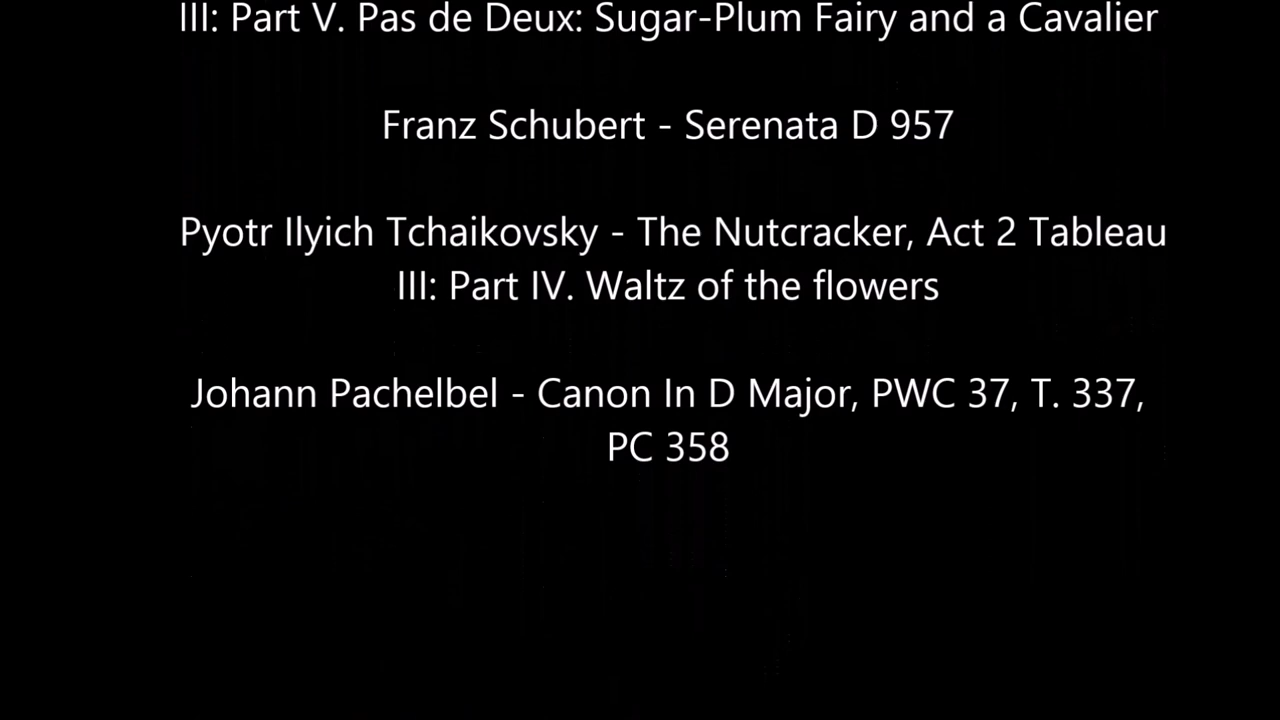 III: Part V. Pas de Deux: Sugar-Plum Fairy and a Cavalier
Franz Schubert - Serenata D 957
Pyotr Ilyich Tchaikovsky - The Nutcracker, Act 2 Tableau
III: Part IV. Waltz of the flowers
Johann Pachelbel - Canon In D Major, PWC 37, T. 337,
PC 358